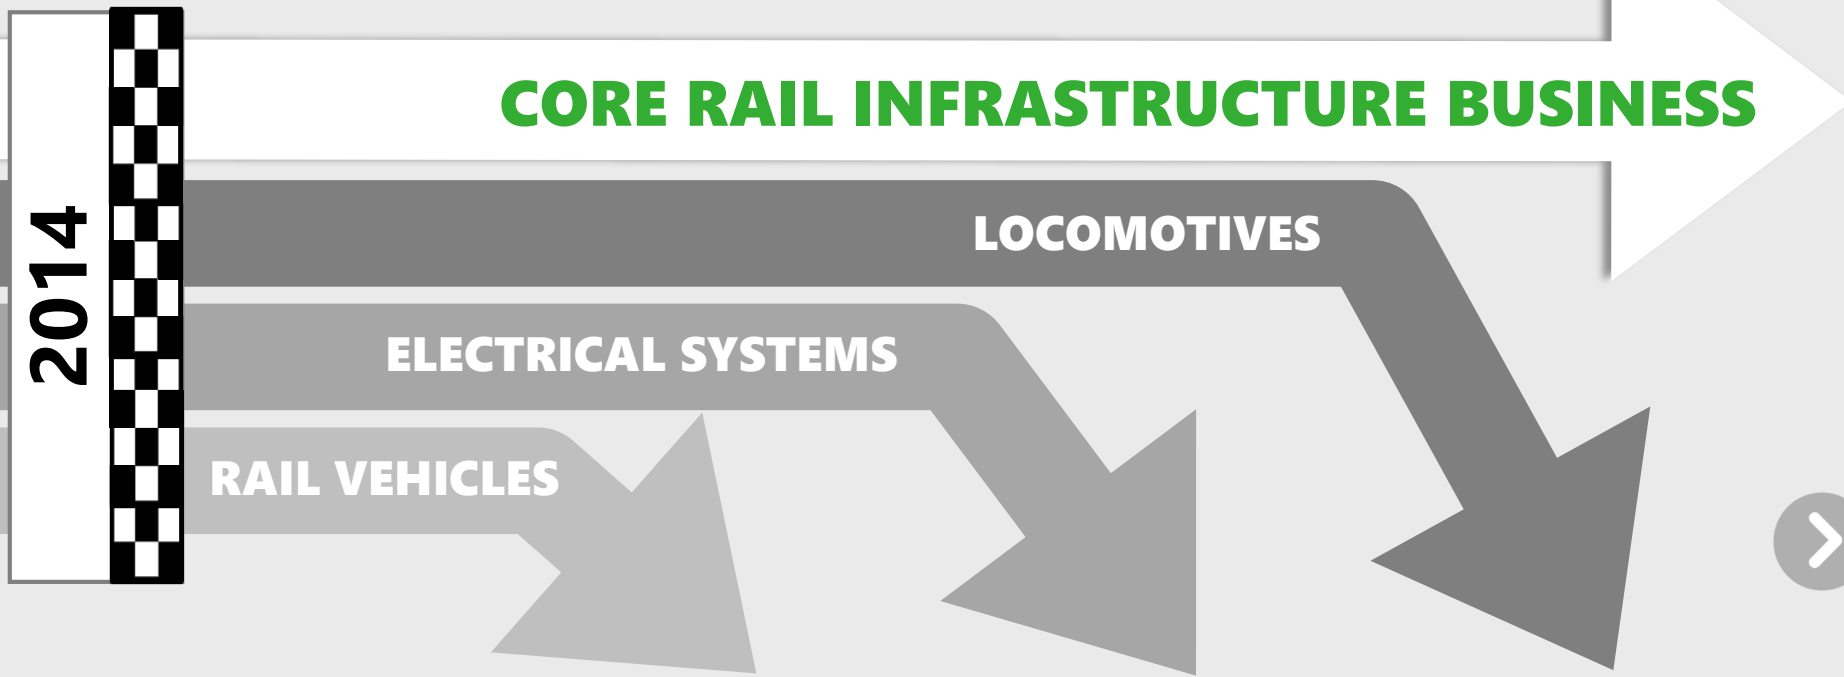 2014
CORE RAIL INFRASTRUCTURE BUSINESS
LOCOMOTIVES
ELECTRICAL SYSTEMS
RAIL VEHICLES